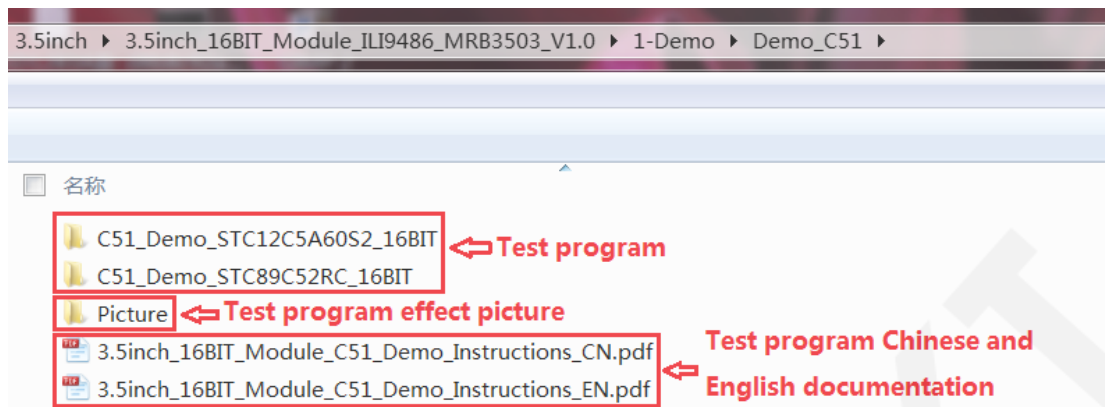 3.5inch ▸ 3.5inch_16BIT_Module_ILI9486_MRB3503_V1.0 ▸ 1-Demo ▸ Demo_C51 ▸
名称
C51_Demo_STC12C5A60S2_16BIT
Test program
C51_Demo_STC89C52RC_16BIT
Picture
Test program effect picture
3.5inch_16BIT_Module_C51_Demo_Instructions_CN.pdf
3.5inch_16BIT_Module_C51_Demo_Instructions_EN.pdf
Test program Chinese and
English documentation